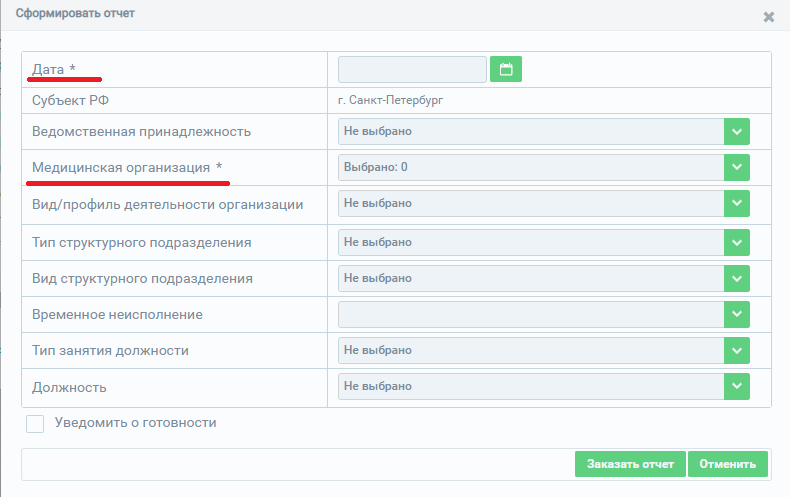 Сформировать отчет
Дата *
Субъект РФ г. Санкт-Петербург
Ведомственная принадлежность Не выбрано
Медицинская организация * Выбрано: 0
Вид/профиль деятельности организации Не выбрано
Тип структурного подразделения Не выбрано
Вид структурного подразделения Не выбрано
Временное неисполнение
Тип занятия должности Не выбрано
Должность Не выбрано
Уведомить о готовности
Заказать отчет Отменить